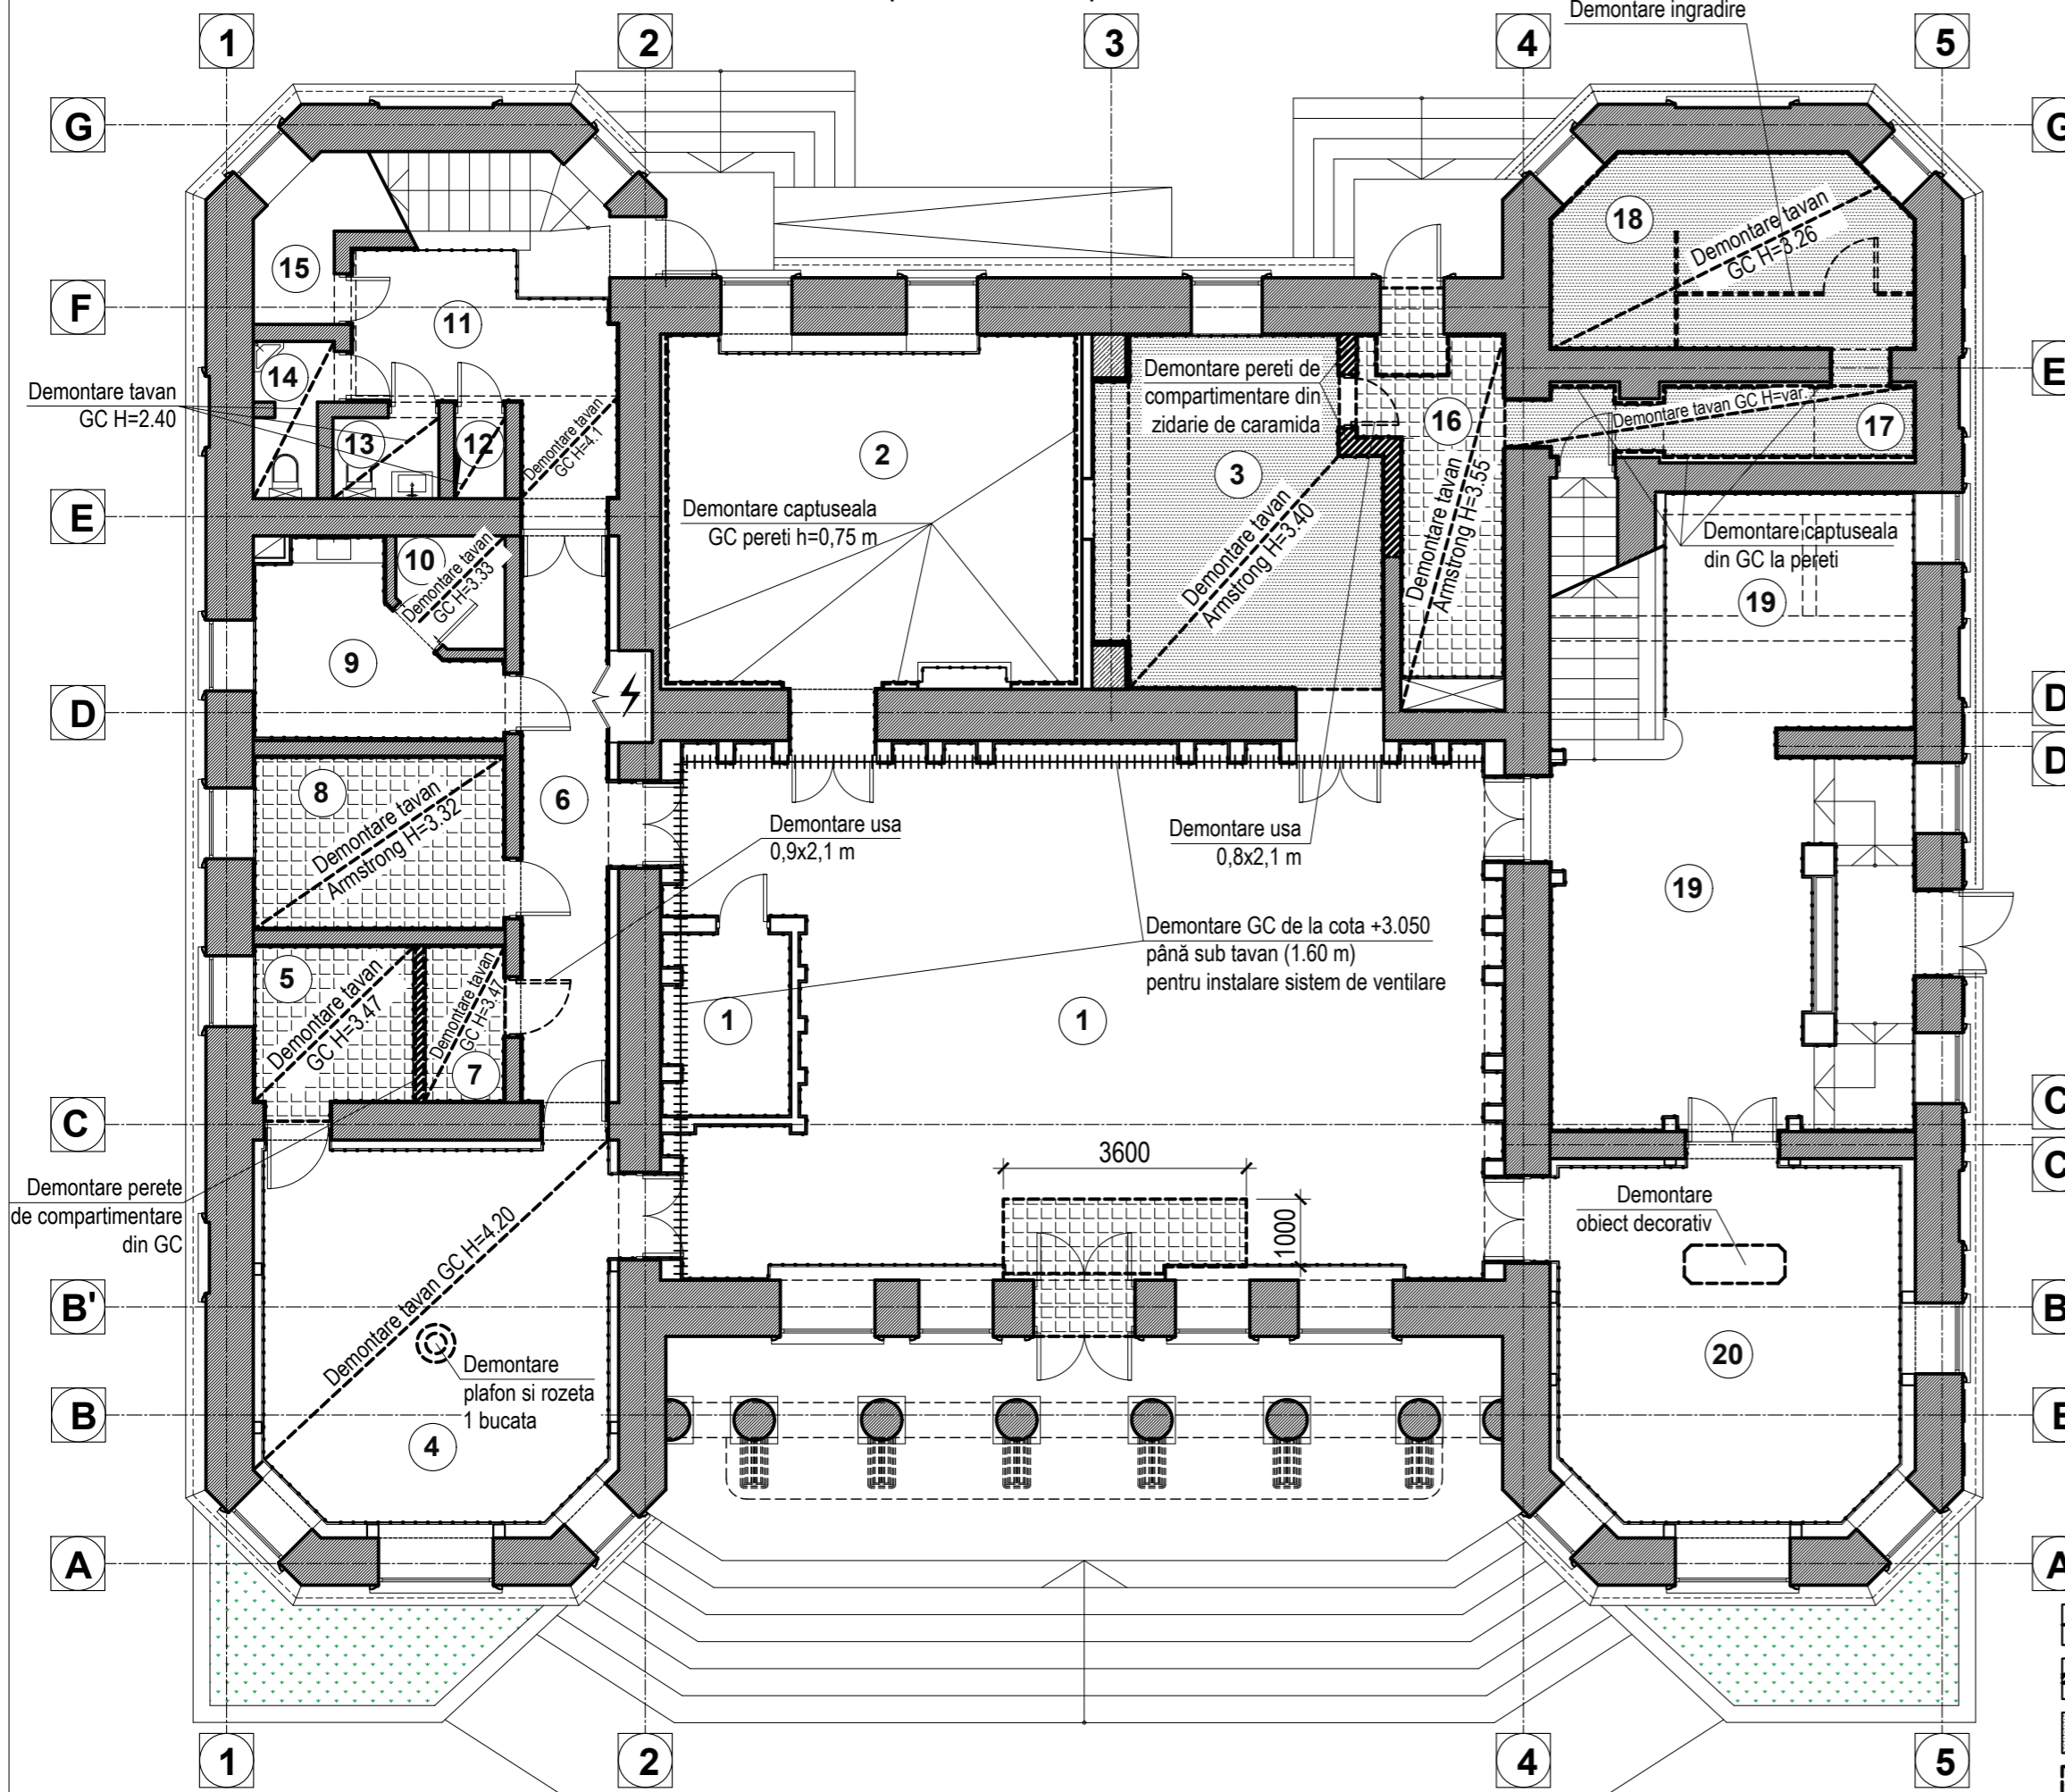 Demontare ingradire
1
2
3
4
5
G
G
18
Demontare tavan
GC H=3.26
15
11
F
14
Demontare tavan
GC H=2.40
13
12
Demontare tavan
GC H=4.1
2
Demontare captuseala
GC pereti h=0,75 m
Demontare pereti de
compartimentare din
zidarie de caramida
3
Demontare tavan
Armstrong H=3.40
16
Demontare tavan
Armstrong H=3.55
Demontare tavan GC H=var.
17
E
E
Demontare captuseala
din GC la pereti
19
10
Demontare tavan
GC H=3.33
9
D
D
D
8
Demontare tavan
Armstrong H=3.32
6
Demontare usa
0,9x2,1 m
Demontare usa
0,8x2,1 m
19
5
Demontare tavan
GC H=3.47
Demontare tavan
GC H=3.47
7
1
1
Demontare GC de la cota +3.050
până sub tavan (1.60 m)
pentru instalare sistem de ventilare
C
C
C
Demontare perete
de compartimentare
din GC
3600
1000
Demontare
obiect decorativ
Demontare tavan GC H=4.20
B'
B
Demontare
plafon si rozeta
1 bucata
4
20
B
A
A
1
2
4
5